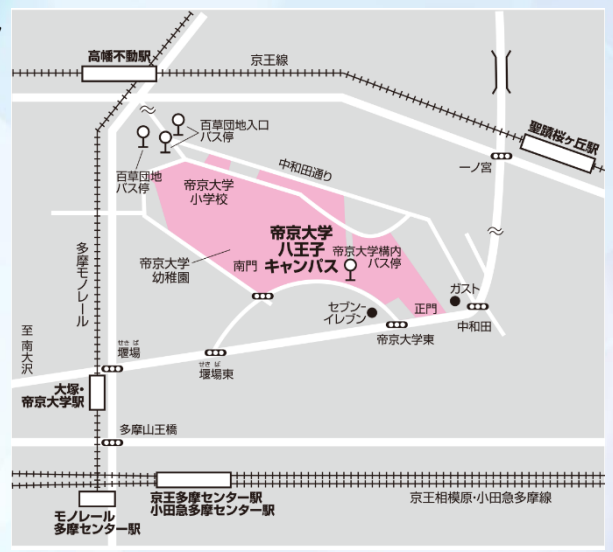 高幡不動駅
京王線
聖蹟桜ヶ丘駅
百草団地入口
バス停
百草団地
バス停
中和田通り
一ノ宮
帝京大学
小学校
帝京大学
八王子
キャンパス
帝京大学構内
バス停
帝京大学
幼稚園
南門
多摩モノレール
セブン-
イレブン
ガスト
正門
中和田
帝京大学東
至 南大沢
せきば
堰場
せきば
堰場東
大塚・
帝京大学駅
多摩山王橋
京王多摩センター駅
小田急多摩センター駅
京王相模原・小田急多摩線
モノレール
多摩センター駅